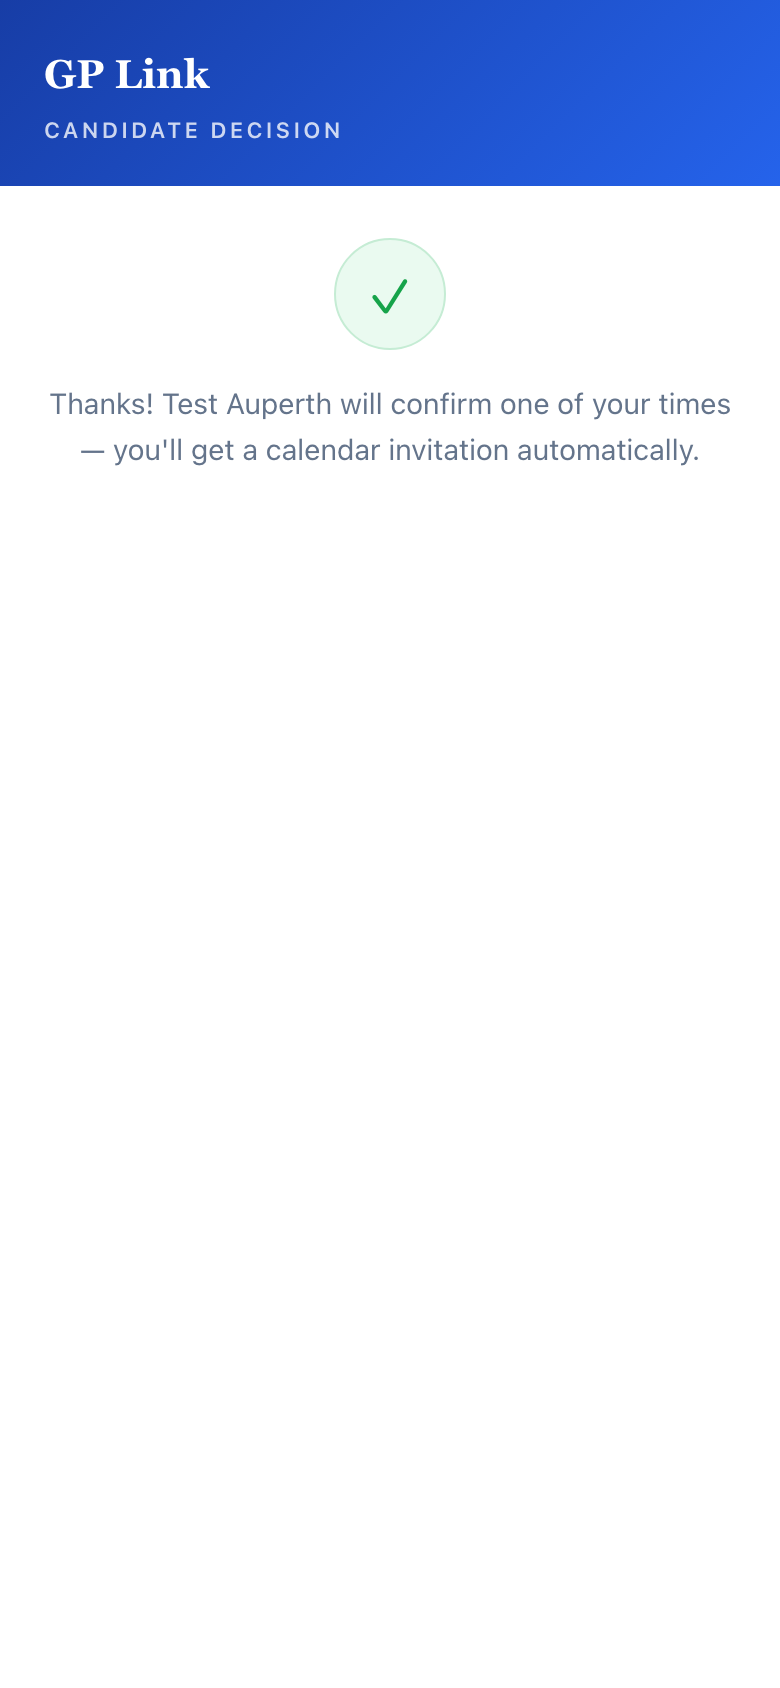 GP Link
CANDIDATE DECISION
Thanks! Test Auperth will confirm one of your times
— you'll get a calendar invitation automatically.